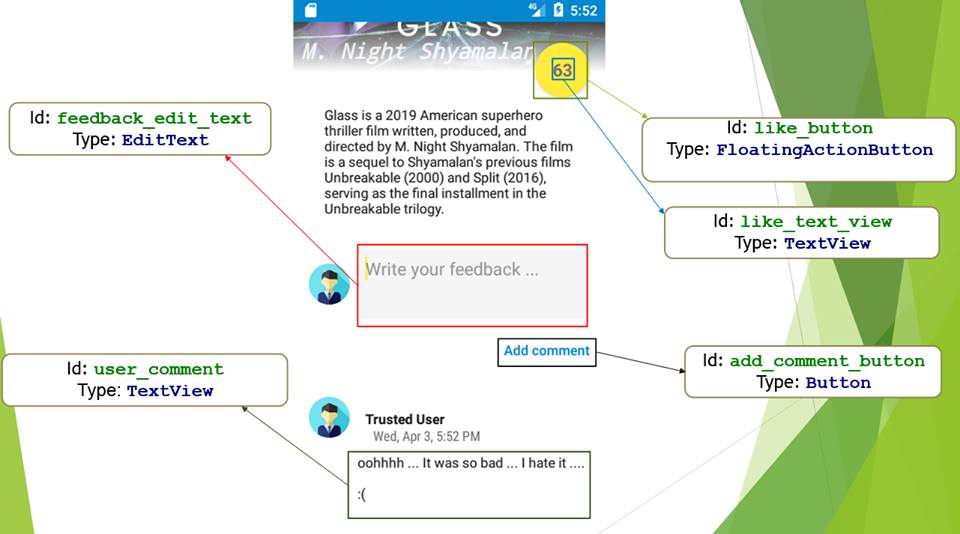 4G 5:52
GLASS
M. Night Shyamalan
63
Id: feedback_edit_text
Type: EditText
Glass is a 2019 American superhero
thriller film written, produced, and
directed by M. Night Shyamalan. The film
is a sequel to Shyamalan's previous films
Unbreakable (2000) and Split (2016),
serving as the final installment in the
Unbreakable trilogy.
Id: like_button
Type: FloatingActionButton
Id: like_text_view
Type: TextView
Write your feedback ...
Add comment
Id: add_comment_button
Type: Button
Id: user_comment
Type: TextView
Trusted User
Wed, Apr 3, 5:52 PM
oohhhh ... It was so bad ... I hate it ....
:(